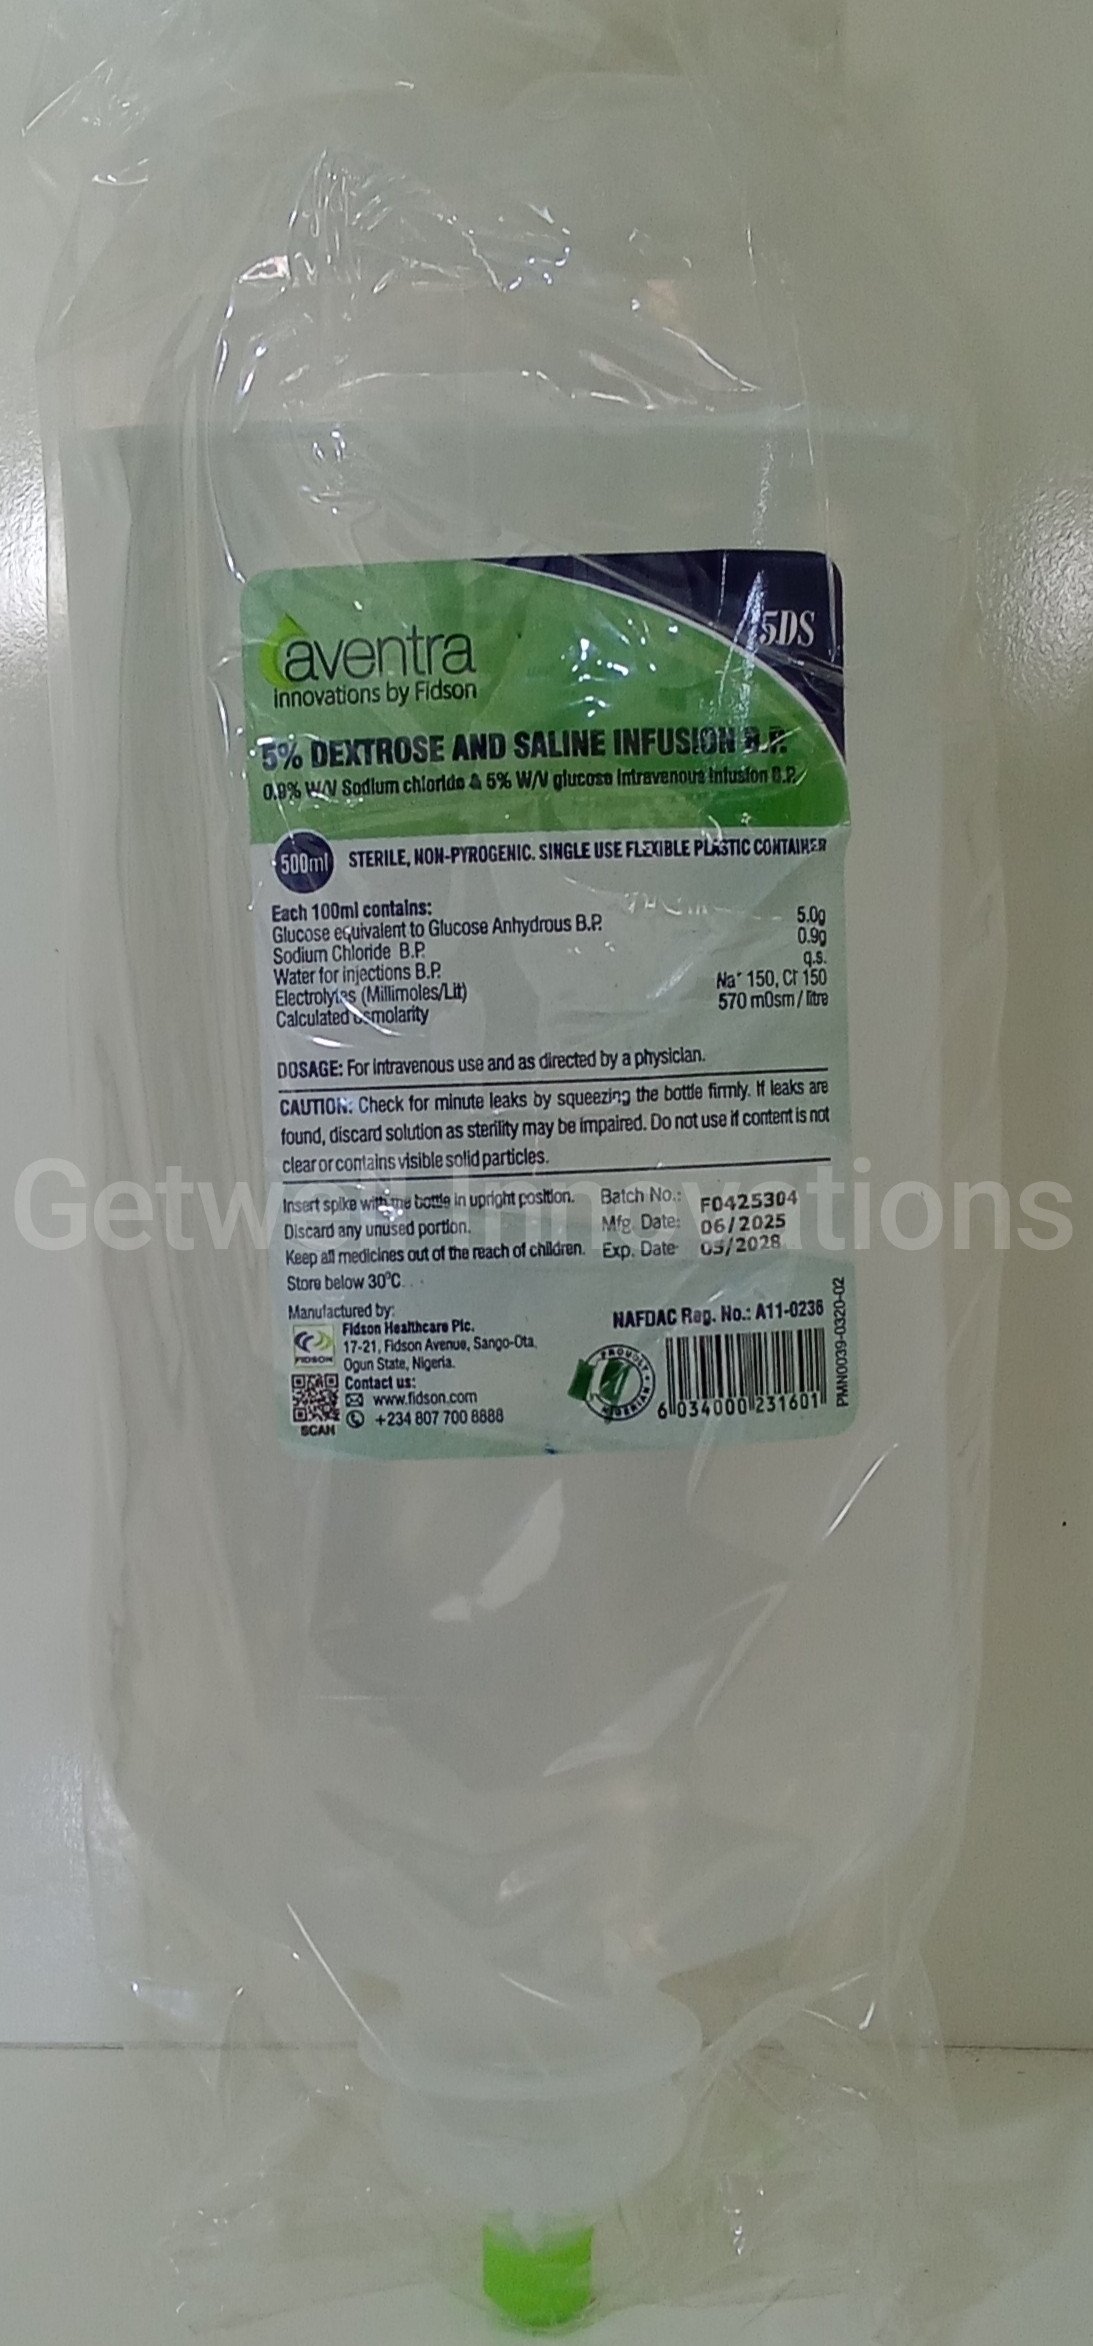 5DS
aventra
innovations by Fidson
5% DEXTROSE AND SALINE INFUSION B.P.
0.9% W/V Sodium chloride & 5% W/V glucose Intravenous Infusion B.P.
500ml STERILE, NON-PYROGENIC. SINGLE USE FLEXIBLE PLASTIC CONTAINER
Each 100ml contains:
Glucose equivalent to Glucose Anhydrous B.P. 5.0g
Sodium Chloride B.P. 0.9g
Water for injections B.P. q.s.
Electrolytes (Millimoles/Lit) Na⁺ 150, Cl⁻ 150
Calculated osmolarity 570 mOsm / litre
DOSAGE: For intravenous use and as directed by a physician.
CAUTION: Check for minute leaks by squeezing the bottle firmly. If leaks are
found, discard solution as sterility may be impaired. Do not use if content is not
clear or contains visible solid particles.
Getwell Innovations
Insert spike with the bottle in upright position. Batch No.: F0425304
Discard any unused portion. Mfg. Date: 06/2025
Keep all medicines out of the reach of children. Exp. Date 05/2028
Store below 30°C.
Manufactured by:
Fidson Healthcare Plc.
17-21, Fidson Avenue, Sango-Ota,
Ogun State, Nigeria.
FIDSON
Contact us:
www.fidson.com
+234 807 700 8888
SCAN
NAFDAC Reg. No.: A11-0236
PROUDLY NIGERIAN
6 034000 231601
PMN0039-0320-02